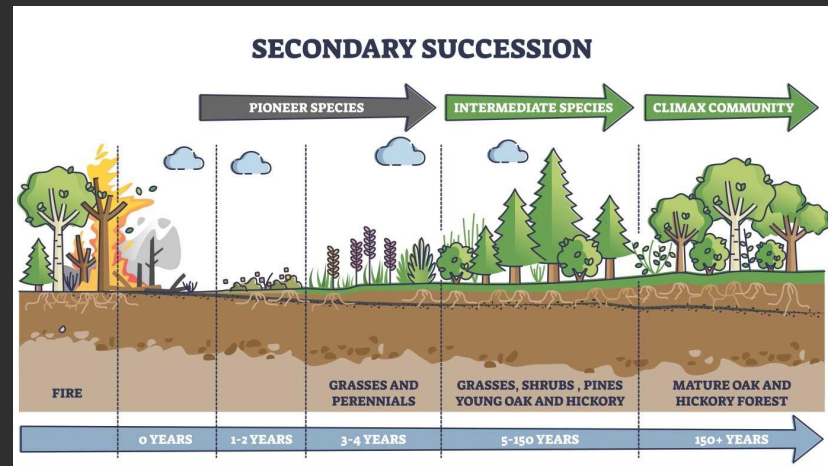 SECONDARY SUCCESSION
PIONEER SPECIES
INTERMEDIATE SPECIES
CLIMAX COMMUNITY
FIRE
GRASSES AND
PERENNIALS
GRASSES, SHRUBS , PINES
YOUNG OAK AND HICKORY
MATURE OAK AND
HICKORY FOREST
0 YEARS
1-2 YEARS
3-4 YEARS
5-150 YEARS
150+ YEARS